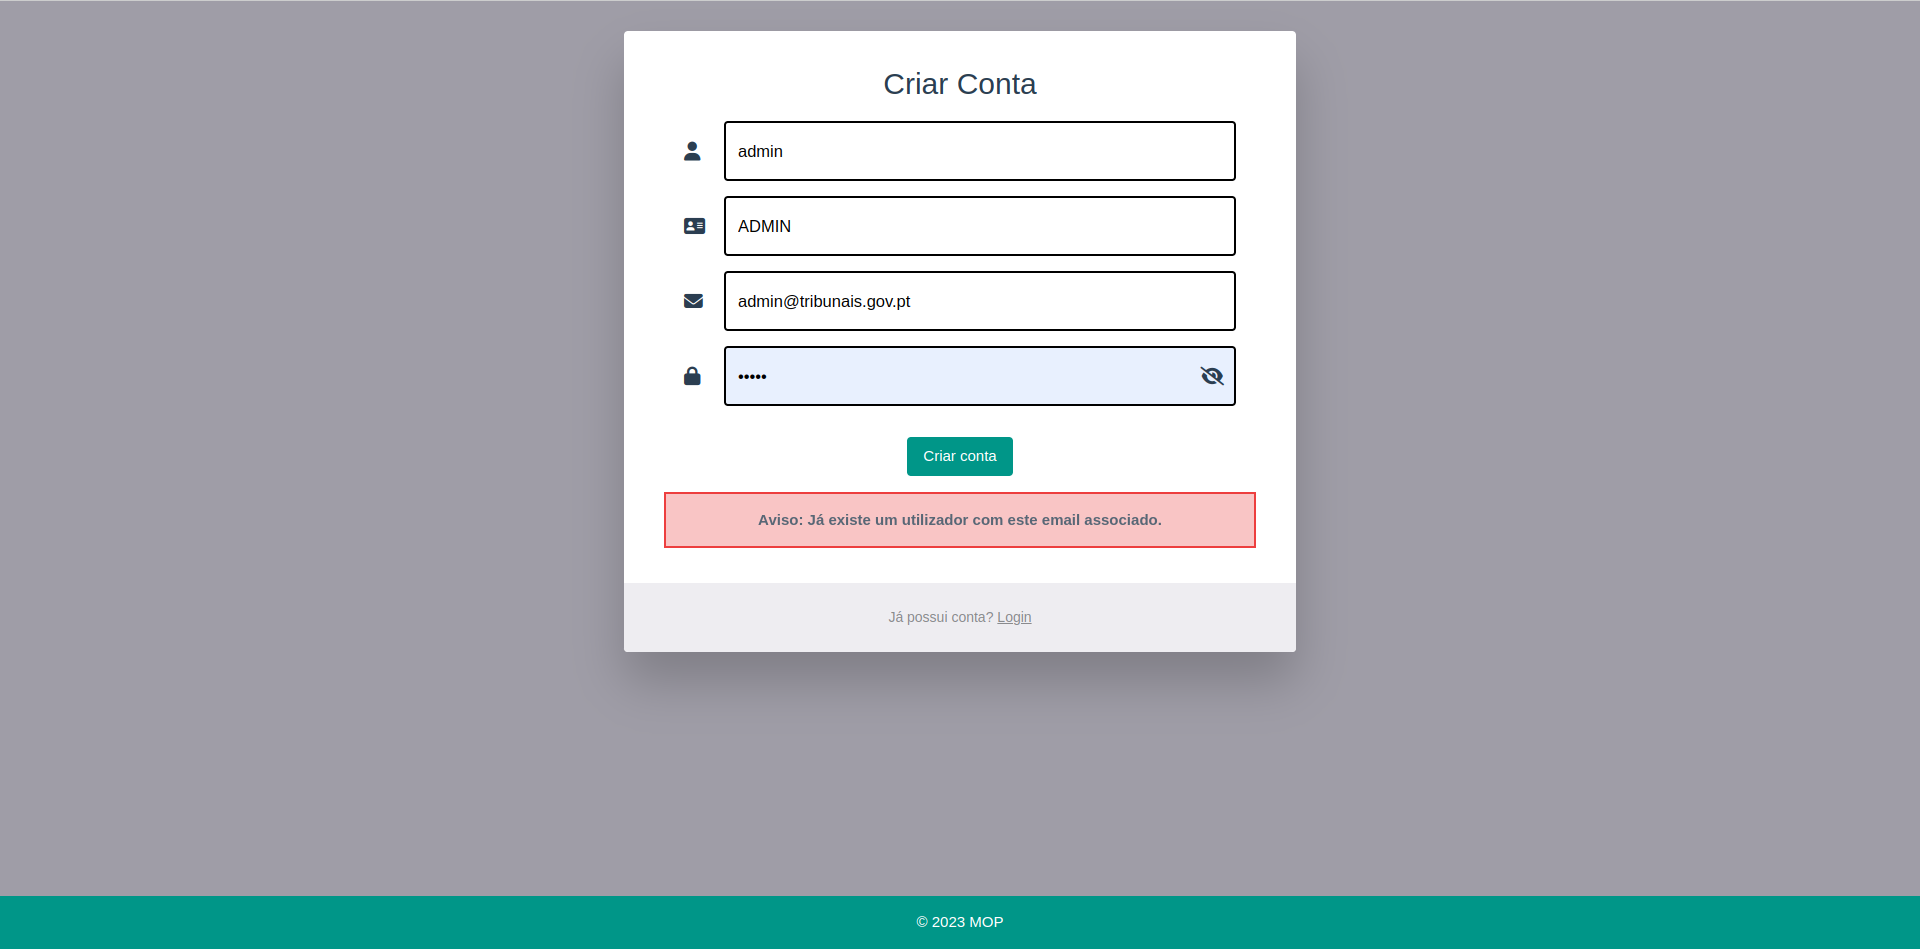 Criar Conta
admin
ADMIN
admin@tribunais.gov.pt
•••••
Criar conta
Aviso: Já existe um utilizador com este email associado.
Já possui conta? Login
© 2023 MOP